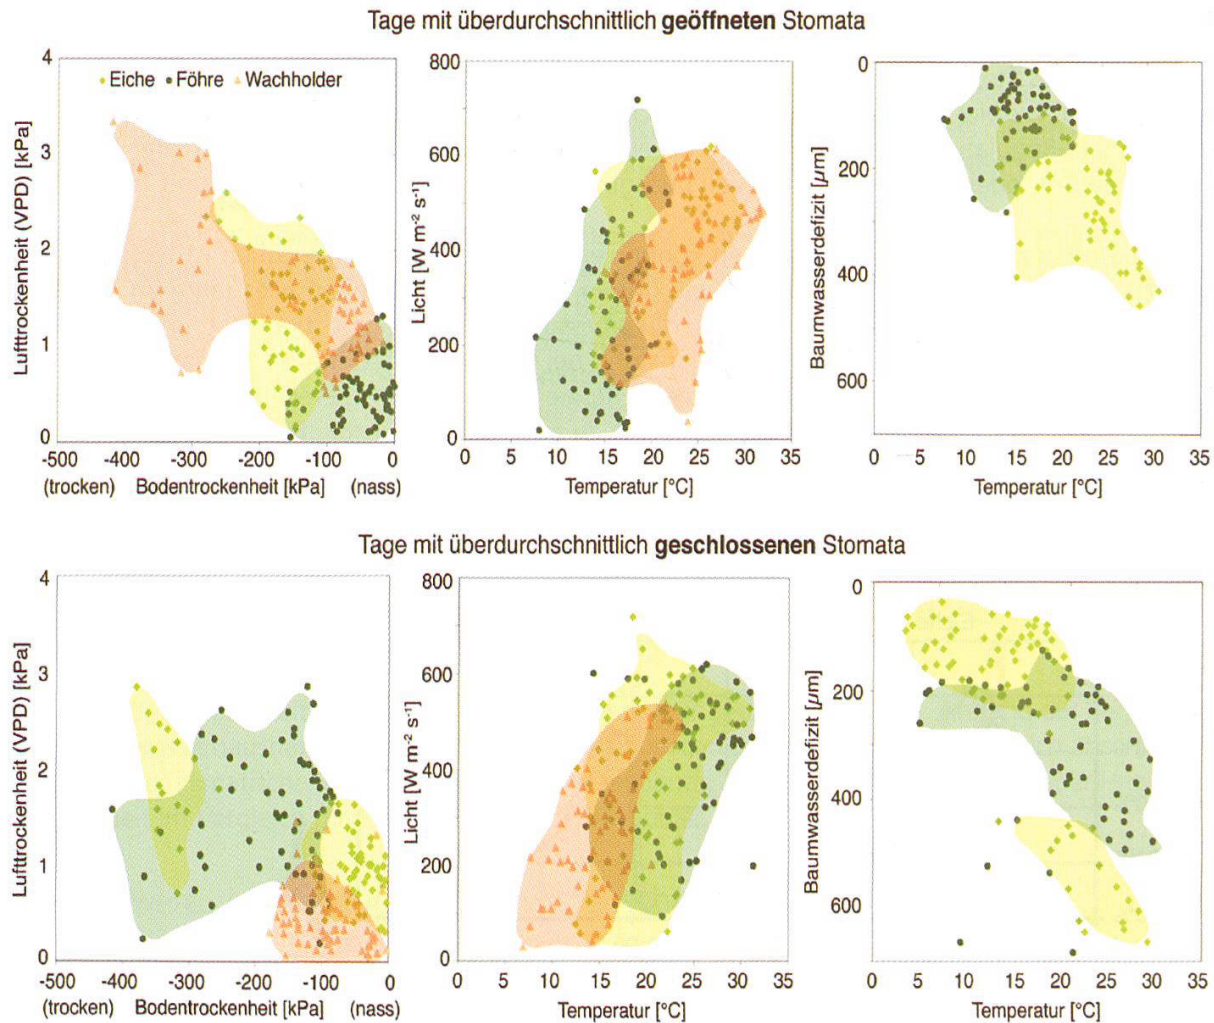 Tage mit überdurchschnittlich geöffneten Stomata
4
3
2
1
0
Lufttrockenheit (VPD) [kPa]
Eiche Föhre Wachholder
-500 -400 -300 -200 -100 0
(trocken) Bodentrockenheit [kPa] (nass)
800
600
400
200
0
Licht [W m⁻² s⁻¹]
0 5 10 15 20 25 30 35
Temperatur [°C]
0
200
400
600
Baumwasserdefizit [µm]
0 5 10 15 20 25 30 35
Temperatur [°C]
Tage mit überdurchschnittlich geschlossenen Stomata
4
3
2
1
0
Lufttrockenheit (VPD) [kPa]
-500 -400 -300 -200 -100 0
(trocken) Bodentrockenheit [kPa] (nass)
800
600
400
200
0
Licht [W m⁻² s⁻¹]
0 5 10 15 20 25 30 35
Temperatur [°C]
0
200
400
600
Baumwasserdefizit [µm]
0 5 10 15 20 25 30 35
Temperatur [°C]